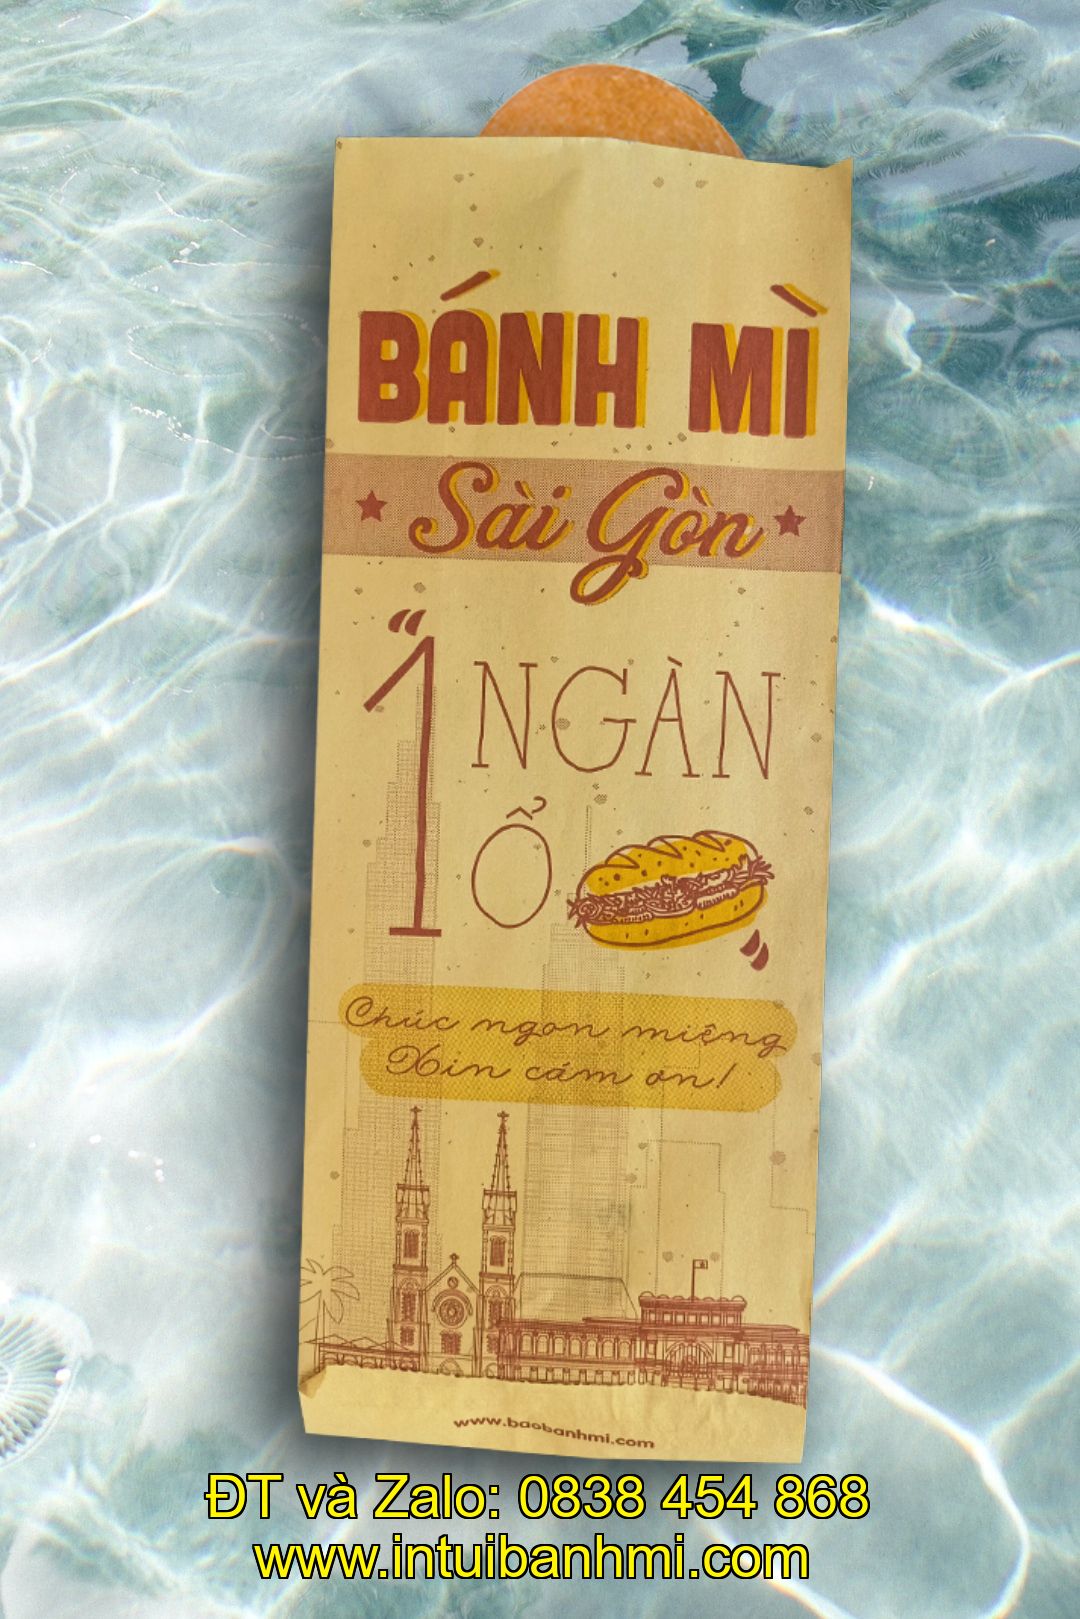 BÁNH MÌ
Sài Gòn
"1 NGÀN
Ổ "
Chúc ngon miệng
Xin cám ơn!
www.baobanhmi.com
ĐT và Zalo: 0838 454 868
www.intuibanhmi.com